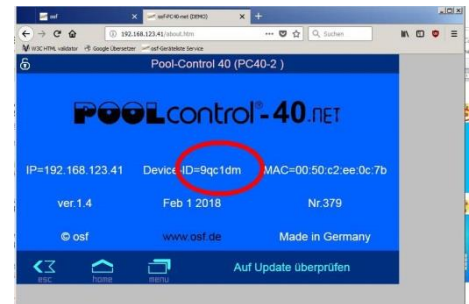 osf
osf-PC40-net (DEMO)
192.168.123.41/about.htm
Suchen
W3C HTML validator
Google Übersetzer
osf-Geräteliste Service
Pool-Control 40 (PC40-2 )
POOLcontrol®-40.NET
IP=192.168.123.41 Device-ID=9qc1dm MAC=00:50:c2:ee:0c:7b
ver.1.4 Feb 1 2018 Nr.379
© osf www.osf.de Made in Germany
esc home menu Auf Update überprüfen